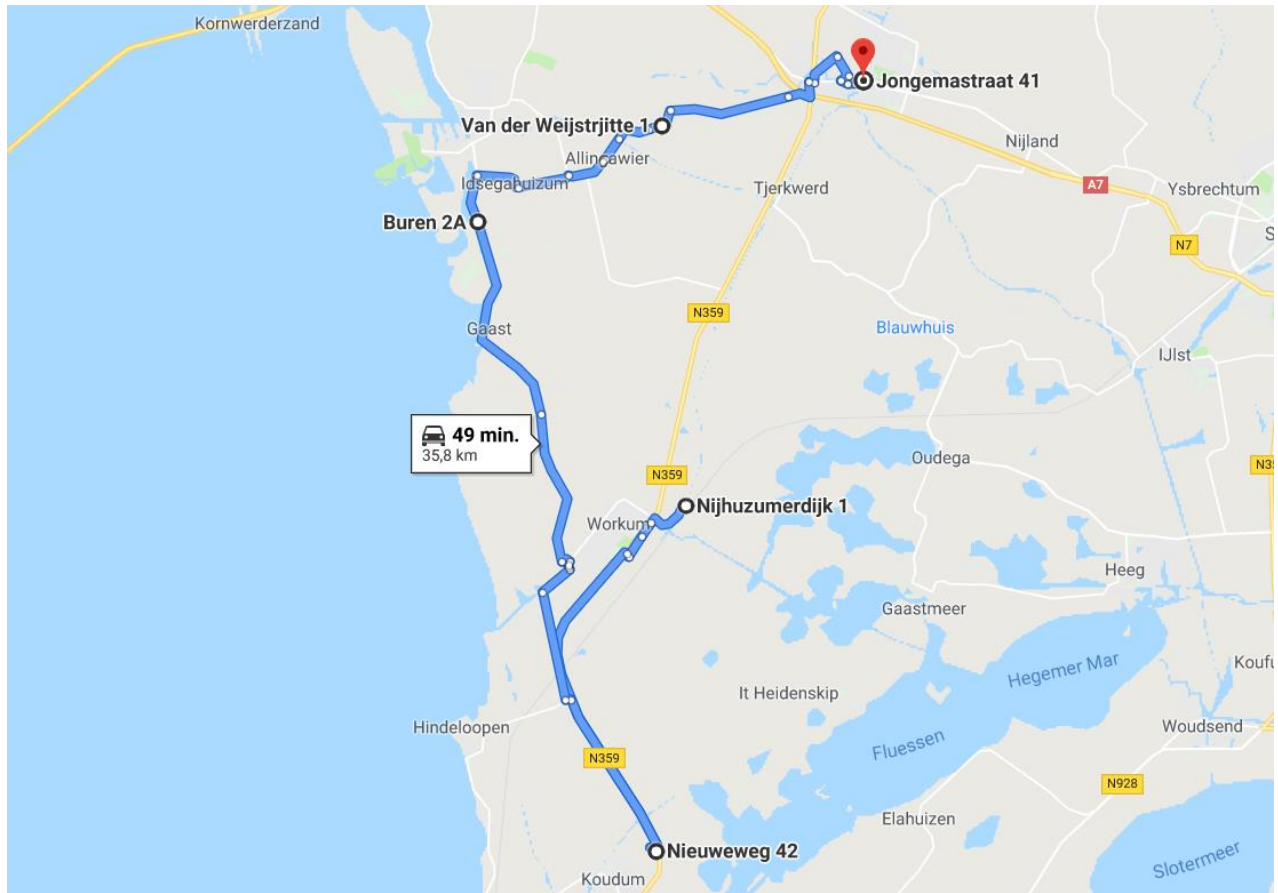 Kornwerderzand
Jongemastraat 41
Van der Weijstrjitte 1
Nijland
Allingawier
Idsegahuizum
Tjerkwerd
A7
Ysbrechtum
Buren 2A
N7
S
N359
Gaast
Blauwhuis
IJlst
49 min.
35,8 km
Oudega
N359
N35
Nijhuzumerdijk 1
Workum
Heeg
Gaastmeer
Hegemer Mar
Koufu
It Heidenskip
Hindeloopen
Woudsend
Fluessen
N359
N928
Elahuizen
Nieuweweg 42
Koudum
Slotermeer